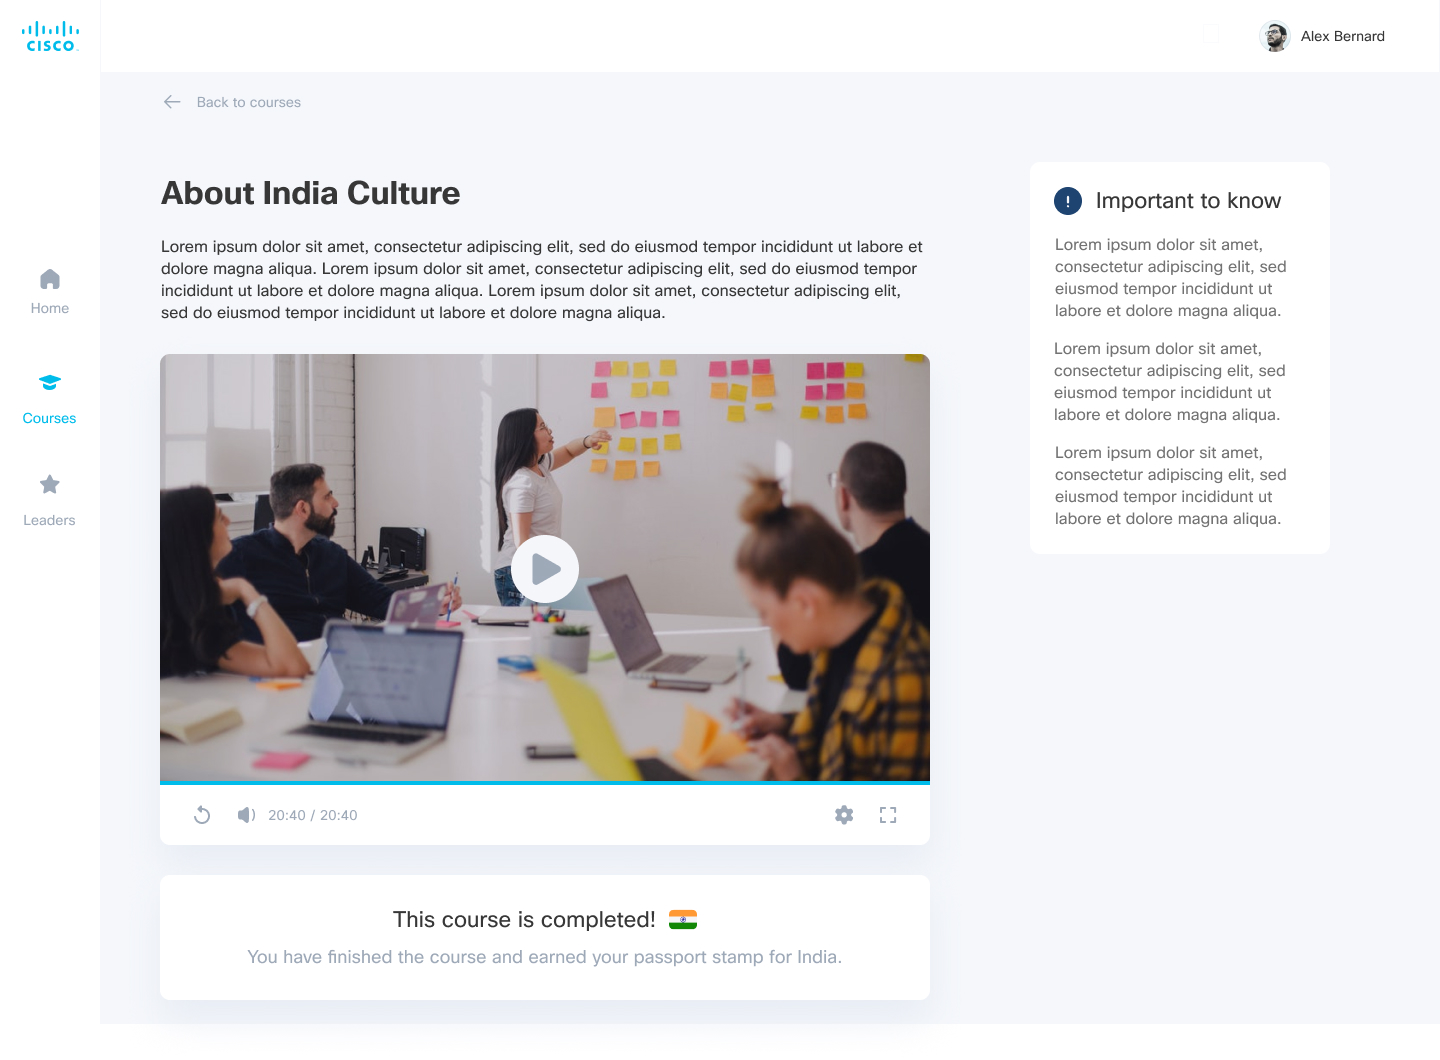 CISCO
Alex Bernard
Back to courses
Home
Courses
Leaders
About India Culture
Lorem ipsum dolor sit amet, consectetur adipiscing elit, sed do eiusmod tempor incididunt ut labore et
dolore magna aliqua. Lorem ipsum dolor sit amet, consectetur adipiscing elit, sed do eiusmod tempor
incididunt ut labore et dolore magna aliqua. Lorem ipsum dolor sit amet, consectetur adipiscing elit,
sed do eiusmod tempor incididunt ut labore et dolore magna aliqua.
20:40 / 20:40
This course is completed!
You have finished the course and earned your passport stamp for India.
Important to know
Lorem ipsum dolor sit amet,
consectetur adipiscing elit, sed
eiusmod tempor incididunt ut
labore et dolore magna aliqua.
Lorem ipsum dolor sit amet,
consectetur adipiscing elit, sed
eiusmod tempor incididunt ut
labore et dolore magna aliqua.
Lorem ipsum dolor sit amet,
consectetur adipiscing elit, sed
eiusmod tempor incididunt ut
labore et dolore magna aliqua.